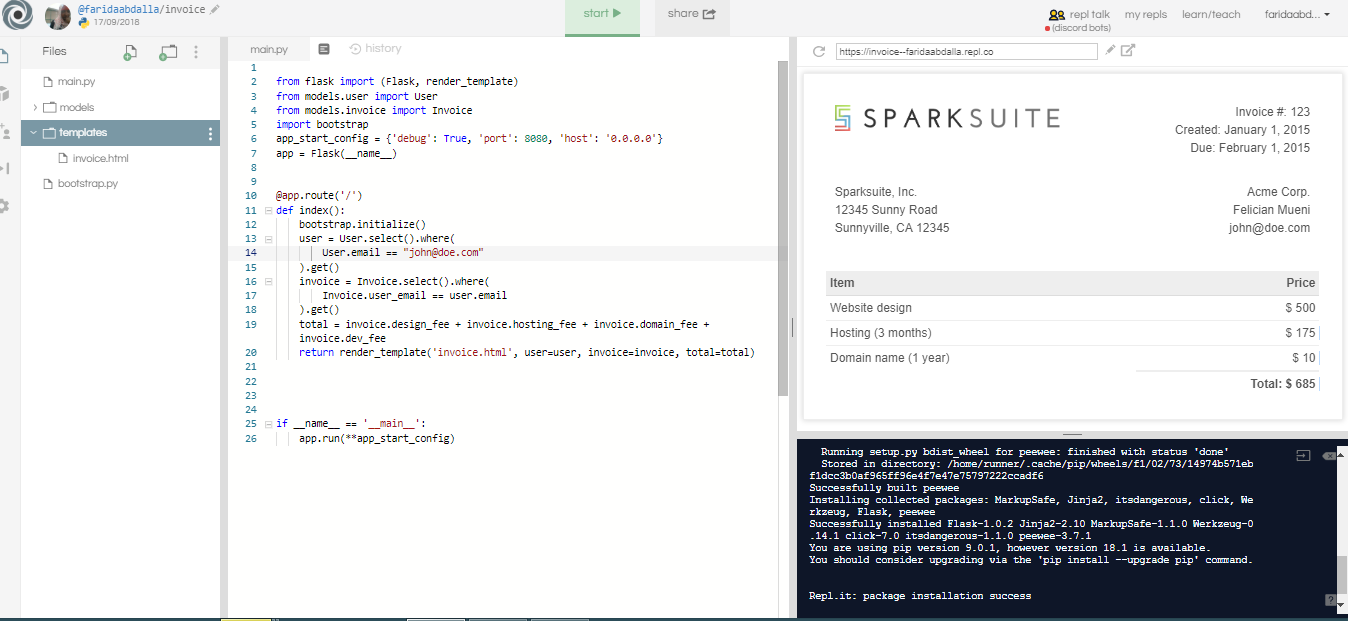 @faridaabdalla/invoice
17/09/2018
start
share
repl talk
(discord bots)
my repls
learn/teach
faridaabd...
Files
main.py
models
templates
invoice.html
bootstrap.py
main.py
history
1
2 from flask import (Flask, render_template)
3 from models.user import User
4 from models.invoice import Invoice
5 import bootstrap
6 app_start_config = {'debug': True, 'port': 8080, 'host': '0.0.0.0'}
7 app = Flask(__name__)
8
9
10 @app.route('/')
11 def index():
12 bootstrap.initialize()
13 user = User.select().where(
14 User.email == "john@doe.com"
15 ).get()
16 invoice = Invoice.select().where(
17 Invoice.user_email == user.email
18 ).get()
19 total = invoice.design_fee + invoice.hosting_fee + invoice.domain_fee +
invoice.dev_fee
20 return render_template('invoice.html', user=user, invoice=invoice, total=total)
21
22
23
24
25 if __name__ == '__main__':
26 app.run(**app_start_config)
https://invoice--faridaabdalla.repl.co
SPARKSUITE
Invoice #: 123
Created: January 1, 2015
Due: February 1, 2015
Sparksuite, Inc.
12345 Sunny Road
Sunnyville, CA 12345
Acme Corp.
Felician Mueni
john@doe.com
Item Price
Website design $ 500
Hosting (3 months) $ 175
Domain name (1 year) $ 10
Total: $ 685
Running setup.py bdist_wheel for peewee: finished with status 'done'
Stored in directory: /home/runner/.cache/pip/wheels/f1/02/73/14974b571eb
f1dcc3b0af965ff96e4f7e47e75797222ccadf6
Successfully built peewee
Installing collected packages: MarkupSafe, Jinja2, itsdangerous, click, We
rkzeug, Flask, peewee
Successfully installed Flask-1.0.2 Jinja2-2.10 MarkupSafe-1.1.0 Werkzeug-0
.14.1 click-7.0 itsdangerous-1.1.0 peewee-3.7.1
You are using pip version 9.0.1, however version 18.1 is available.
You should consider upgrading via the 'pip install --upgrade pip' command.
Repl.it: package installation success
?